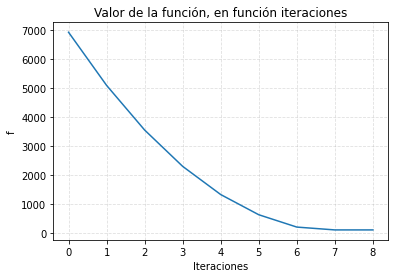 Valor de la función, en función iteraciones
7000
6000
5000
4000
3000
2000
1000
0
f
0 1 2 3 4 5 6 7 8
Iteraciones